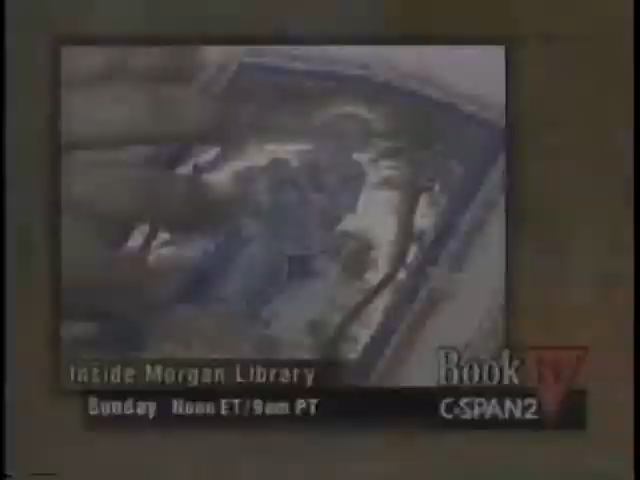 Inside Morgan Library
Book TV
Sunday Noon ET/9am PT
C-SPAN2